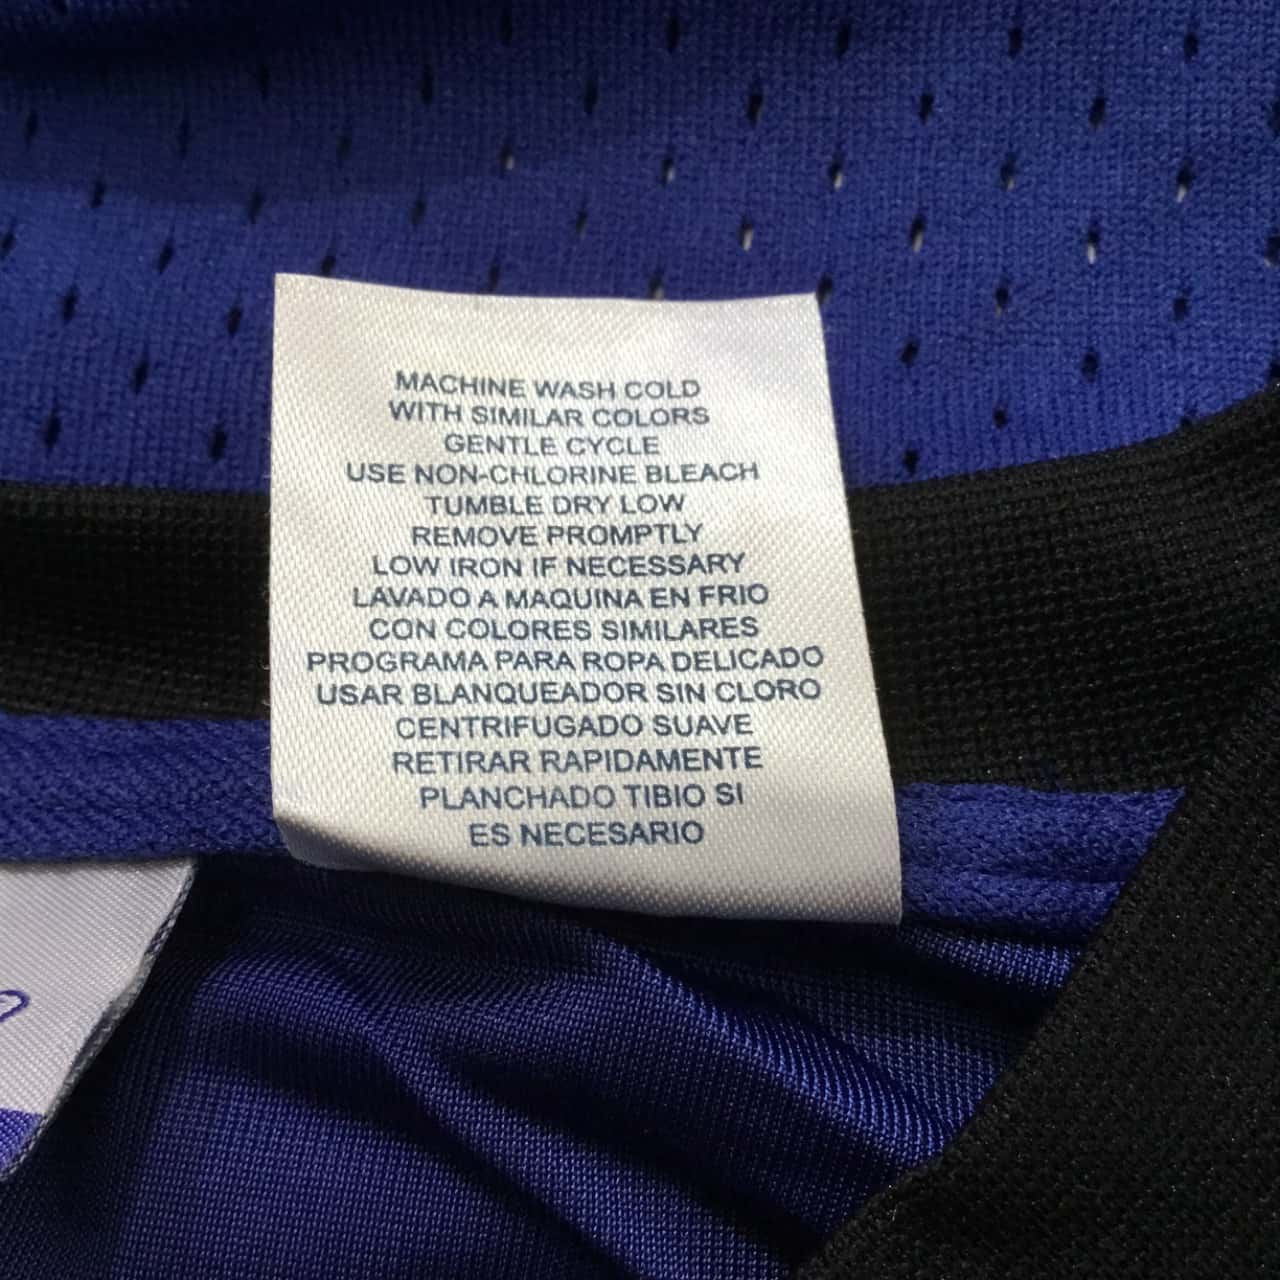 MACHINE WASH COLD
WITH SIMILAR COLORS
GENTLE CYCLE
USE NON-CHLORINE BLEACH
TUMBLE DRY LOW
REMOVE PROMPTLY
LOW IRON IF NECESSARY
LAVADO A MAQUINA EN FRIO
CON COLORES SIMILARES
PROGRAMA PARA ROPA DELICADO
USAR BLANQUEADOR SIN CLORO
CENTRIFUGADO SUAVE
RETIRAR RAPIDAMENTE
PLANCHADO TIBIO SI
ES NECESARIO